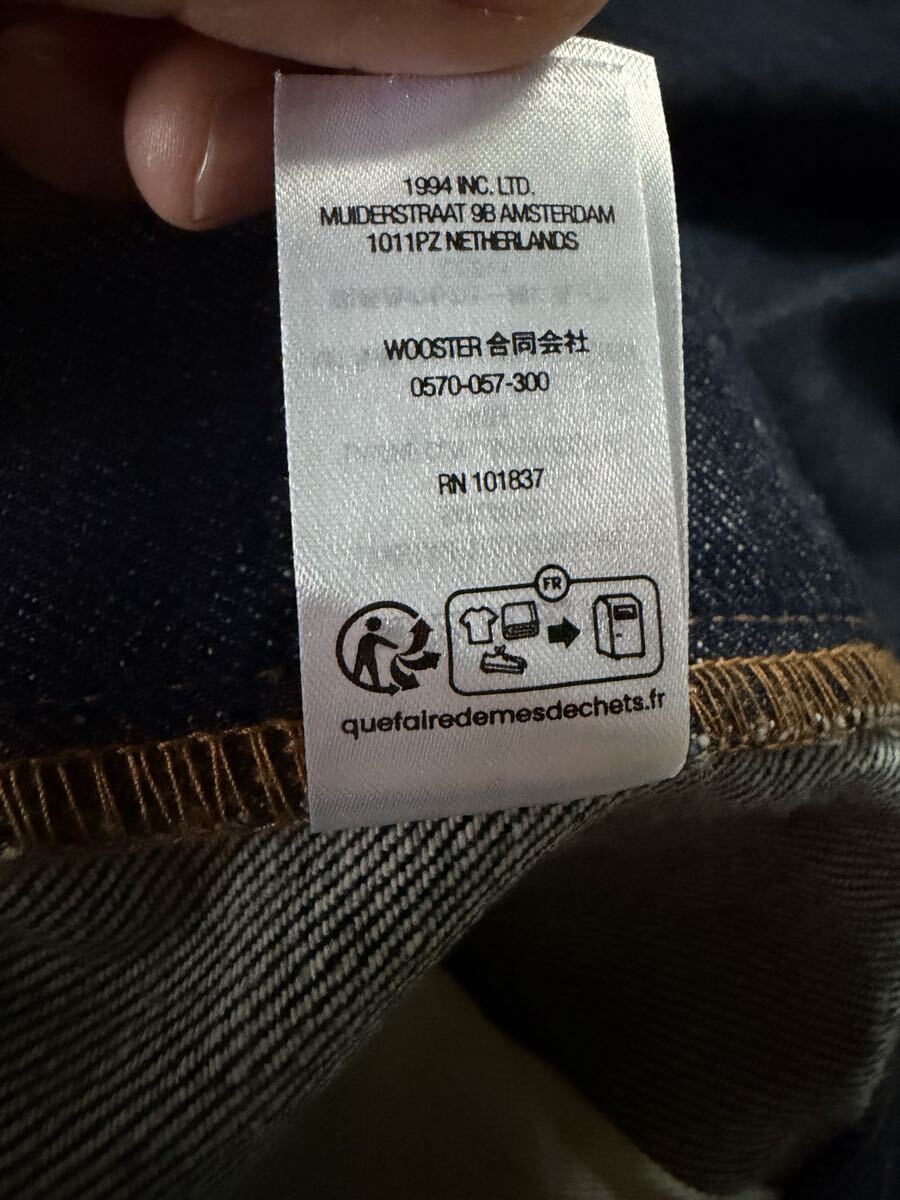 1994 INC. LTD.
MUIDERSTRAAT 9B AMSTERDAM
1011PZ NETHERLANDS
WOOSTER 合同会社
0570-057-300
RN 101837
FR
quefairedemesdechets.fr